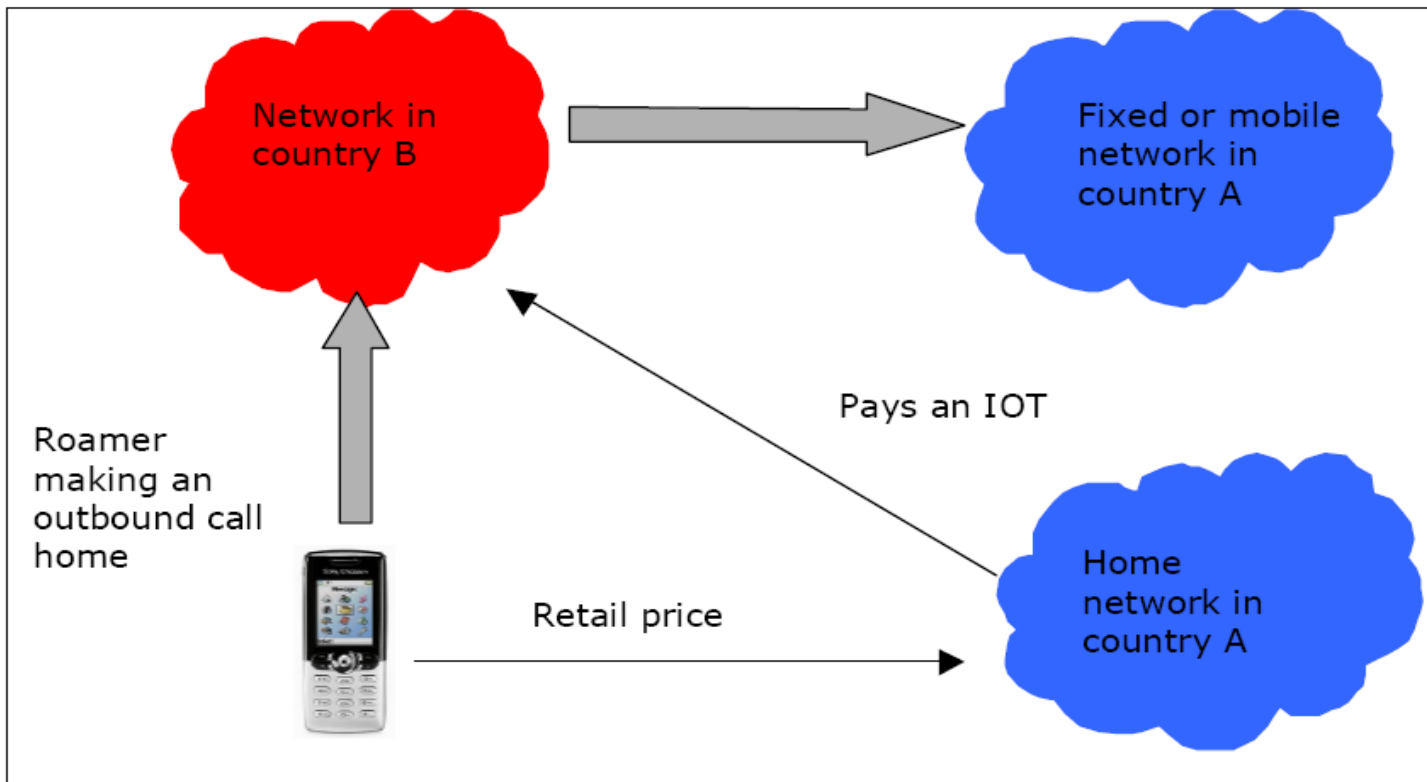 Network in
country B
Fixed or mobile
network in
country A
Pays an IOT
Roamer
making an
outbound call
home
Retail price
Home
network in
country A